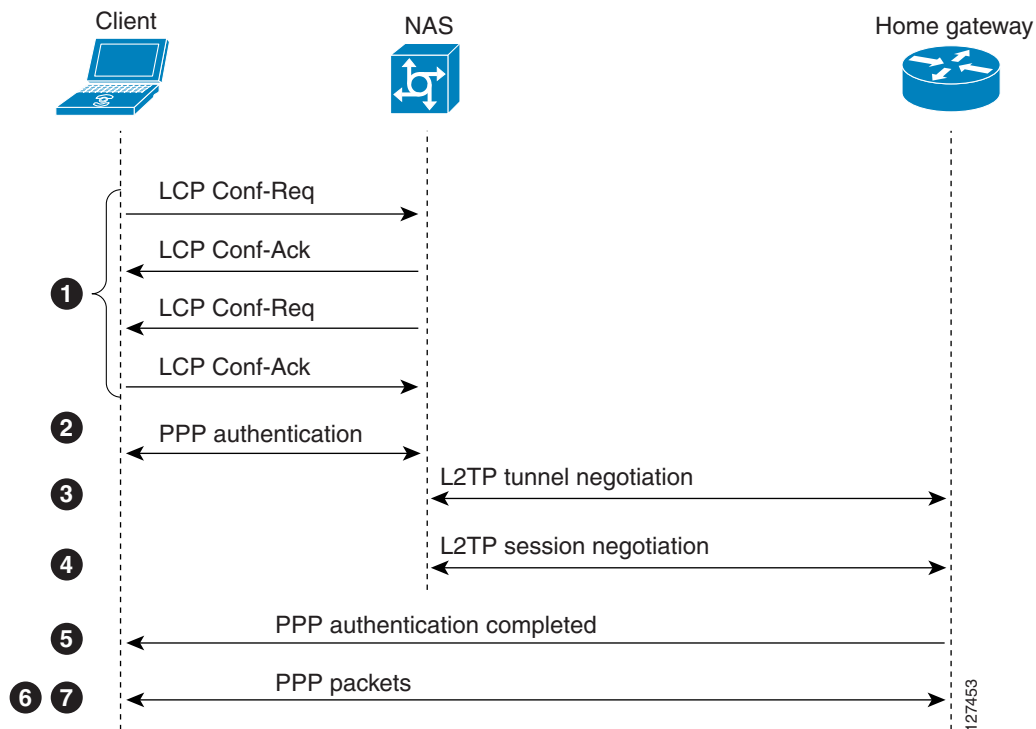 Client
NAS
Home gateway
LCP Conf-Req
LCP Conf-Ack
1
LCP Conf-Req
LCP Conf-Ack
2
PPP authentication
L2TP tunnel negotiation
3
L2TP session negotiation
4
PPP authentication completed
5
6 7
PPP packets
127453